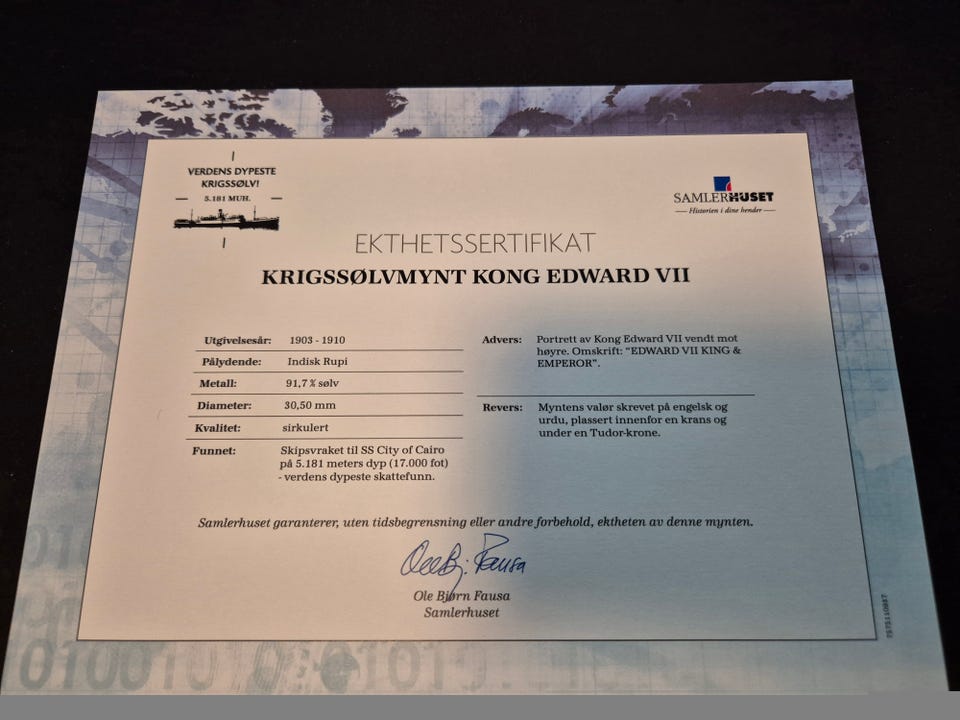 VERDENS DYPESTE
KRIGSSØLV!
5.181 MUH.
SAMLERHUSET
Historien i dine hender
EKTHETSSERTIFIKAT
KRIGSSØLVMYNT KONG EDWARD VII
Utgivelsesår: 1903 - 1910
Pålydende: Indisk Rupi
Metall: 91,7 % sølv
Diameter: 30,50 mm
Kvalitet: sirkulert
Funnet: Skipsvraket til SS City of Cairo
på 5.181 meters dyp (17.000 fot)
- verdens dypeste skattefunn.
Advers: Portrett av Kong Edward VII vendt mot
høyre. Omskrift: “EDWARD VII KING &
EMPEROR”.
Revers: Myntens valør skrevet på engelsk og
urdu, plassert innenfor en krans og
under en Tudor-krone.
Samlerhuset garanterer, uten tidsbegrensning eller andre forbehold, ektheten av denne mynten.
Ole Bj. Fausa
Ole Bjørn Fausa
Samlerhuset